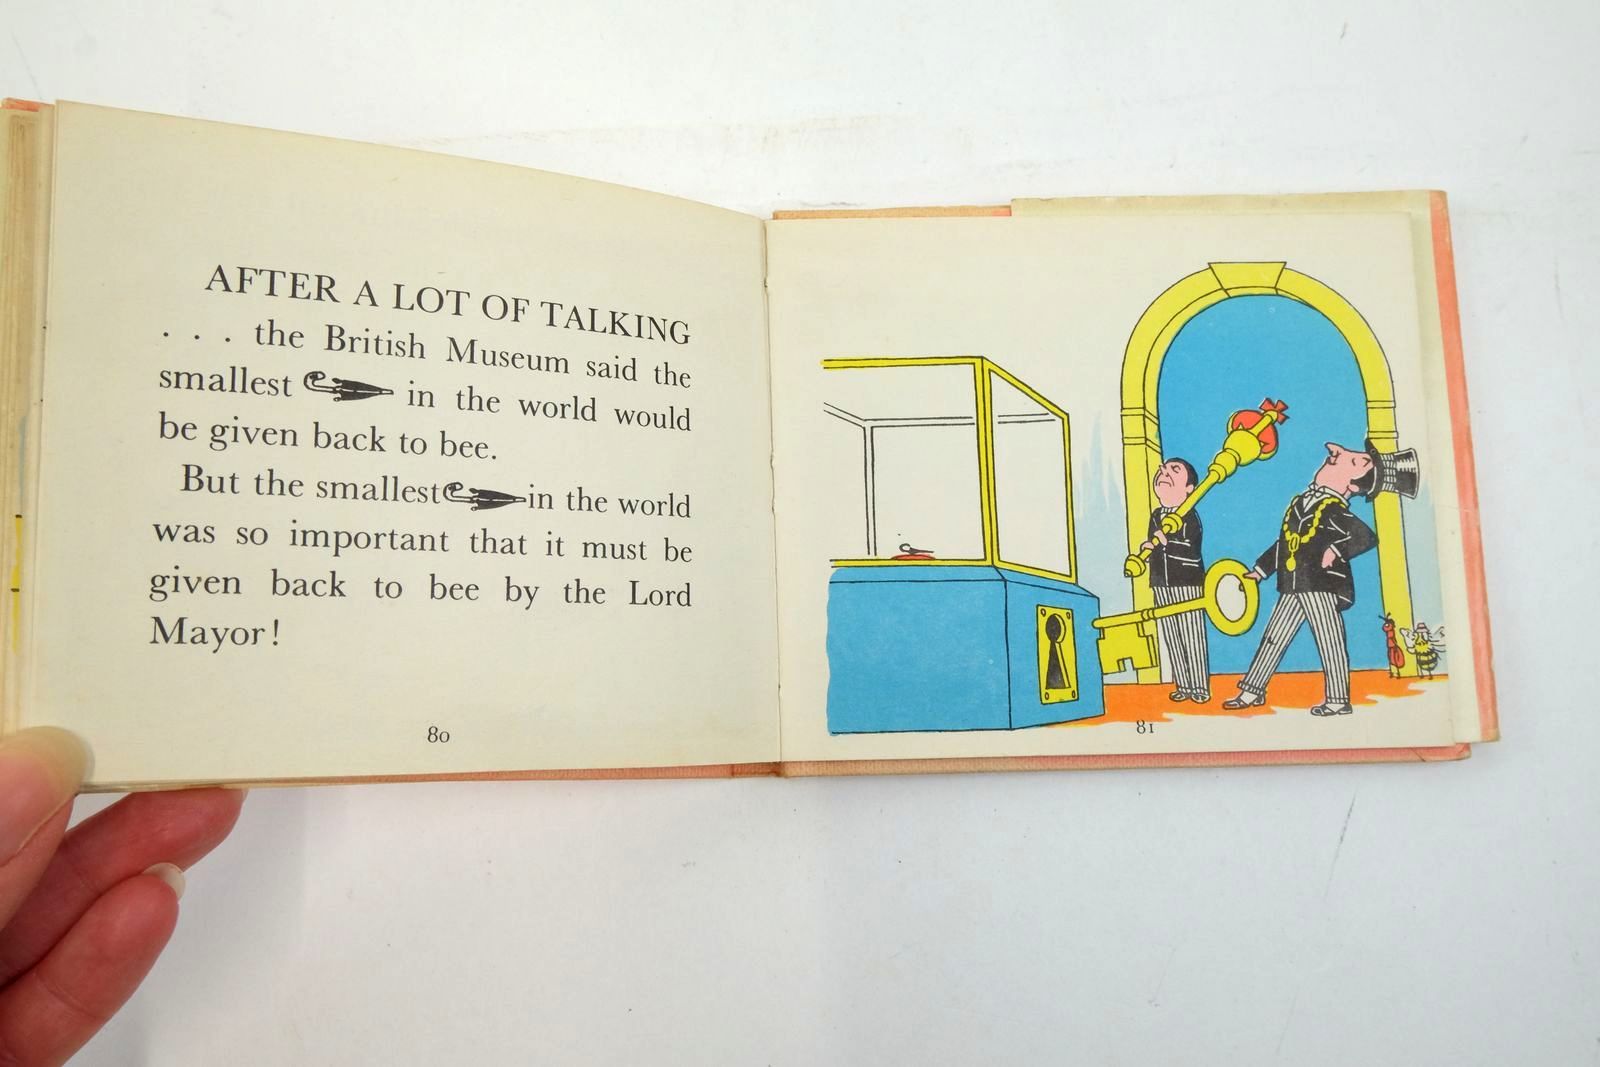 AFTER A LOT OF TALKING
. . . the British Museum said the
smallest in the world would
be given back to bee.
But the smallest in the world
was so important that it must be
given back to bee by the Lord
Mayor!
80
81